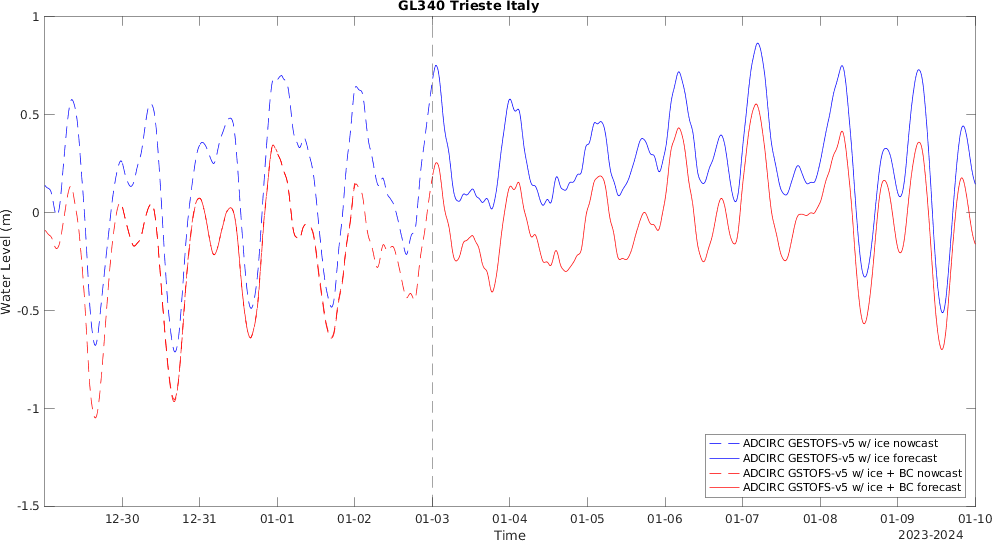 GL340 Trieste Italy
1
0.5
0
-0.5
-1
-1.5
Water Level (m)
ADCIRC GESTOFS-v5 w/ ice nowcast
ADCIRC GESTOFS-v5 w/ ice forecast
ADCIRC GSTOFS-v5 w/ ice + BC nowcast
ADCIRC GSTOFS-v5 w/ ice + BC forecast
12-30 12-31 01-01 01-02 01-03 01-04 01-05 01-06 01-07 01-08 01-09 01-10
Time
2023-2024